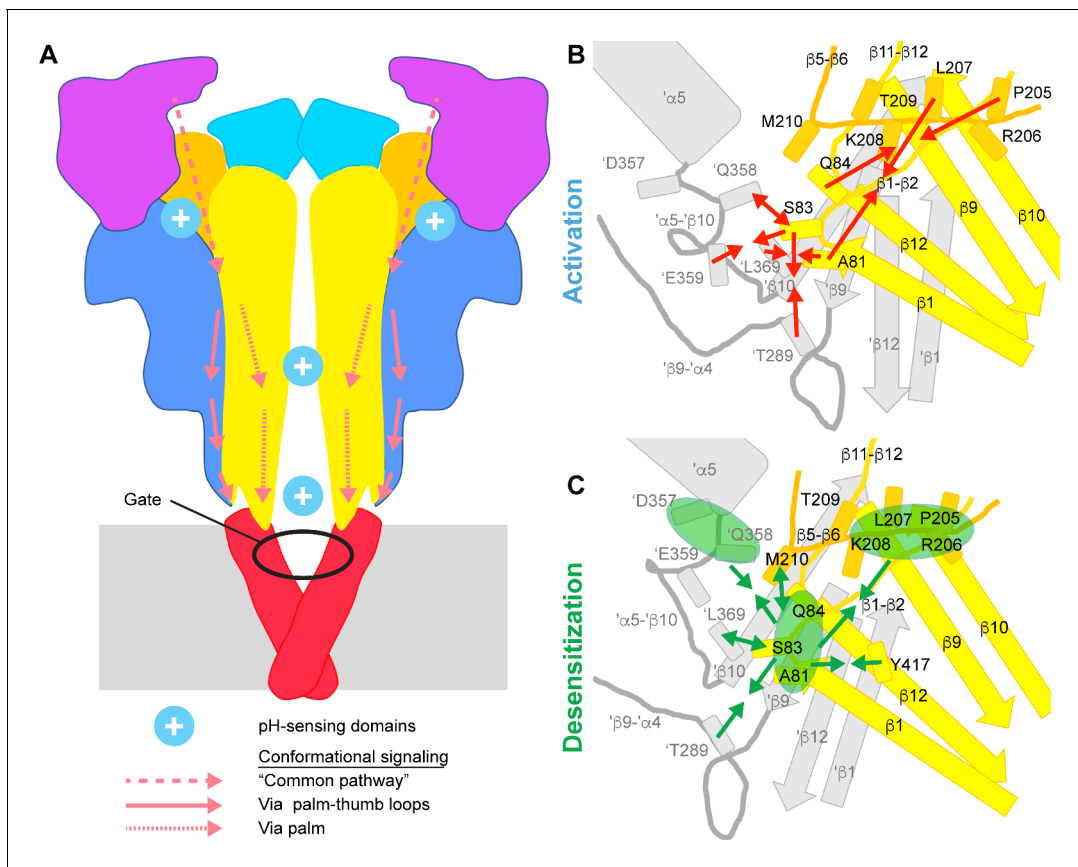 A
Gate
pH-sensing domains
Conformational signaling
“Common pathway”
Via palm-thumb loops
Via palm
B
Activation
'α5
β5-β6
β11-β12
L207
T209
P205
M210
K208
R206
'D357
'Q358
Q84
β1-β2
S83
β9
β10
'α5-'β10
β12
'E359
'L369
A81
'β10
'β9
β1
'T289
'β12
'β1
'β9-'α4
C
Desensitization
'α5
β11-β12
'D357
T209
L207
P205
β5-β6
'Q358
K208
R206
'E359
M210
Q84
β1-β2
'L369
β9
β10
'α5-'β10
S83
Y417
'β10
A81
β12
'β9
β1
'β9-'α4
'T289
'β12
'β1